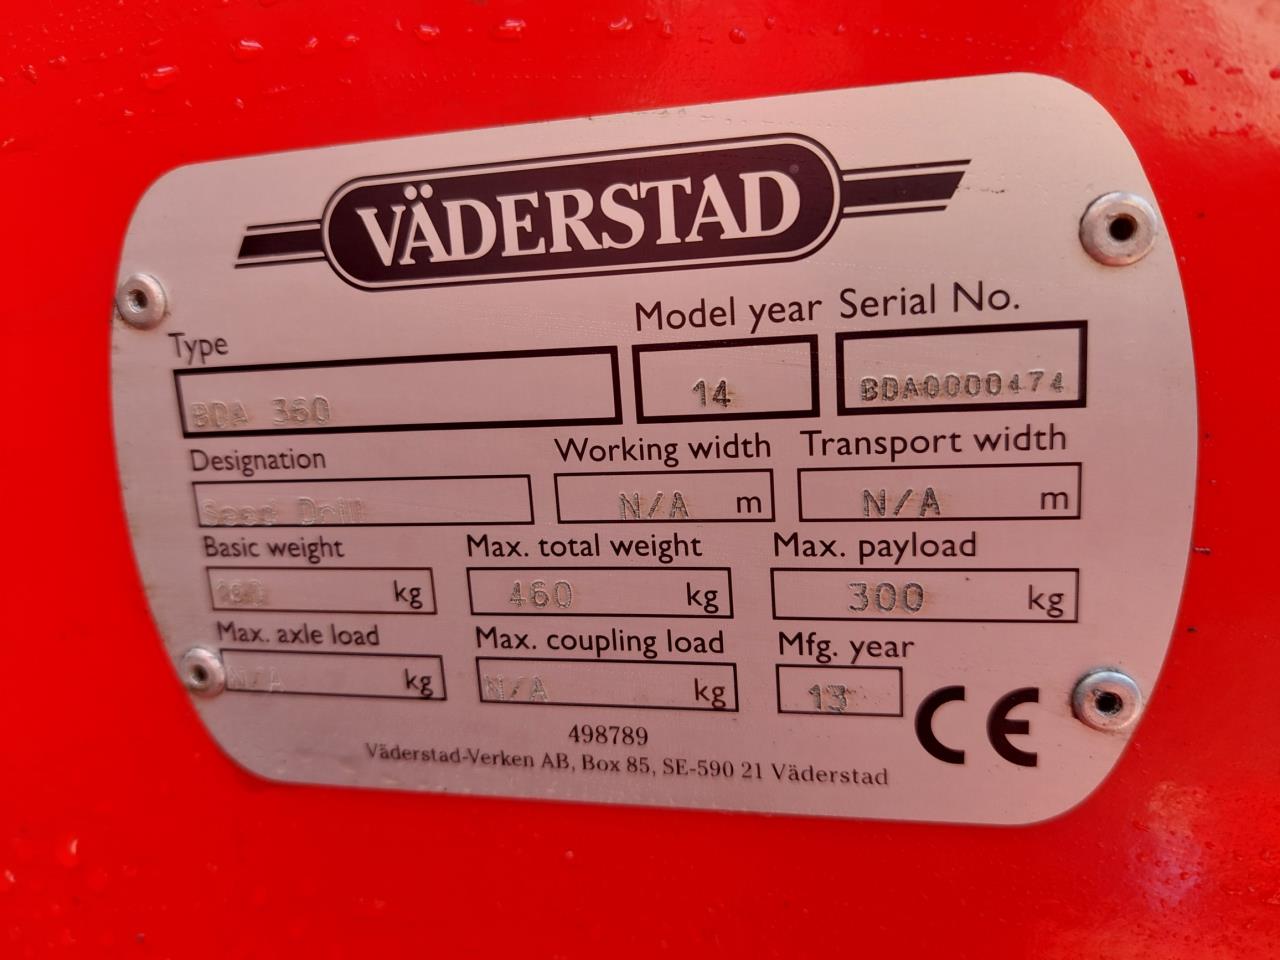 VÄDERSTAD
Type
Model year
Serial No.
BDA 360
14
BDA0000474
Designation
Working width
Transport width
Seed Drill
N/A m
N/A m
Basic weight
Max. total weight
Max. payload
kg
460 kg
300 kg
Max. axle load
Max. coupling load
Mfg. year
N/A kg
N/A kg
13
CE
498789
Väderstad-Verken AB, Box 85, SE-590 21 Väderstad